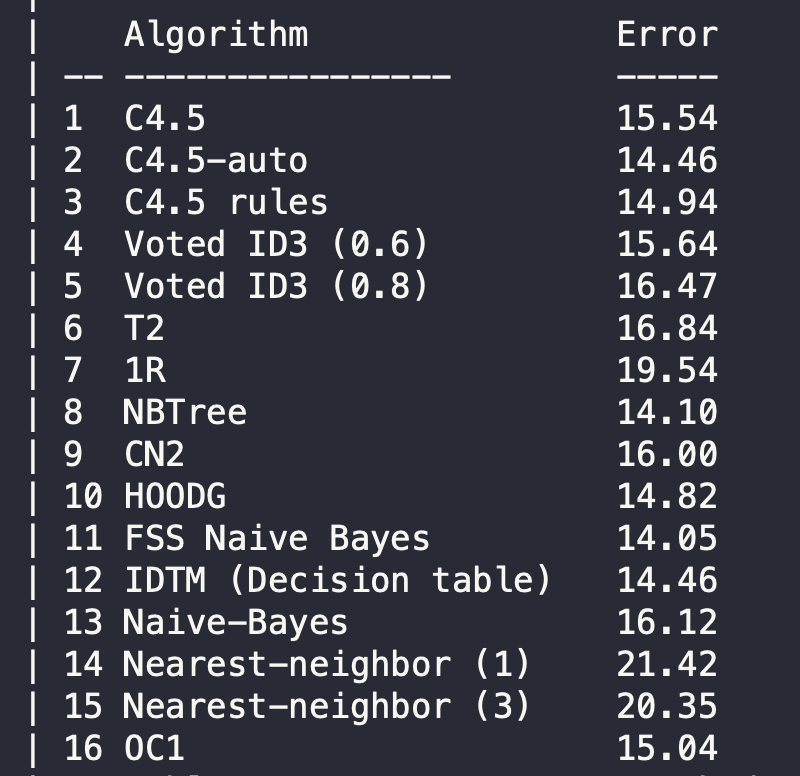 |    Algorithm               Error
| -- ----------------        -----
| 1  C4.5                    15.54
| 2  C4.5-auto               14.46
| 3  C4.5 rules              14.94
| 4  Voted ID3 (0.6)         15.64
| 5  Voted ID3 (0.8)         16.47
| 6  T2                      16.84
| 7  1R                      19.54
| 8  NBTree                  14.10
| 9  CN2                     16.00
| 10 HOODG                   14.82
| 11 FSS Naive Bayes         14.05
| 12 IDTM (Decision table)   14.46
| 13 Naive-Bayes             16.12
| 14 Nearest-neighbor (1)    21.42
| 15 Nearest-neighbor (3)    20.35
| 16 OC1                     15.04